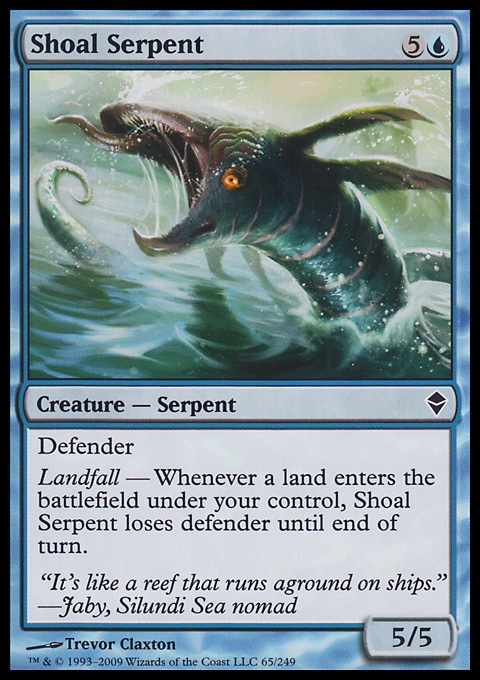 Shoal Serpent 5
Creature — Serpent
Defender
Landfall — Whenever a land enters the
battlefield under your control, Shoal
Serpent loses defender until end of
turn.
“It’s like a reef that runs aground on ships.”
—Jaby, Silundi Sea nomad
5/5
Trevor Claxton
™ & © 1993–2009 Wizards of the Coast LLC 65/249